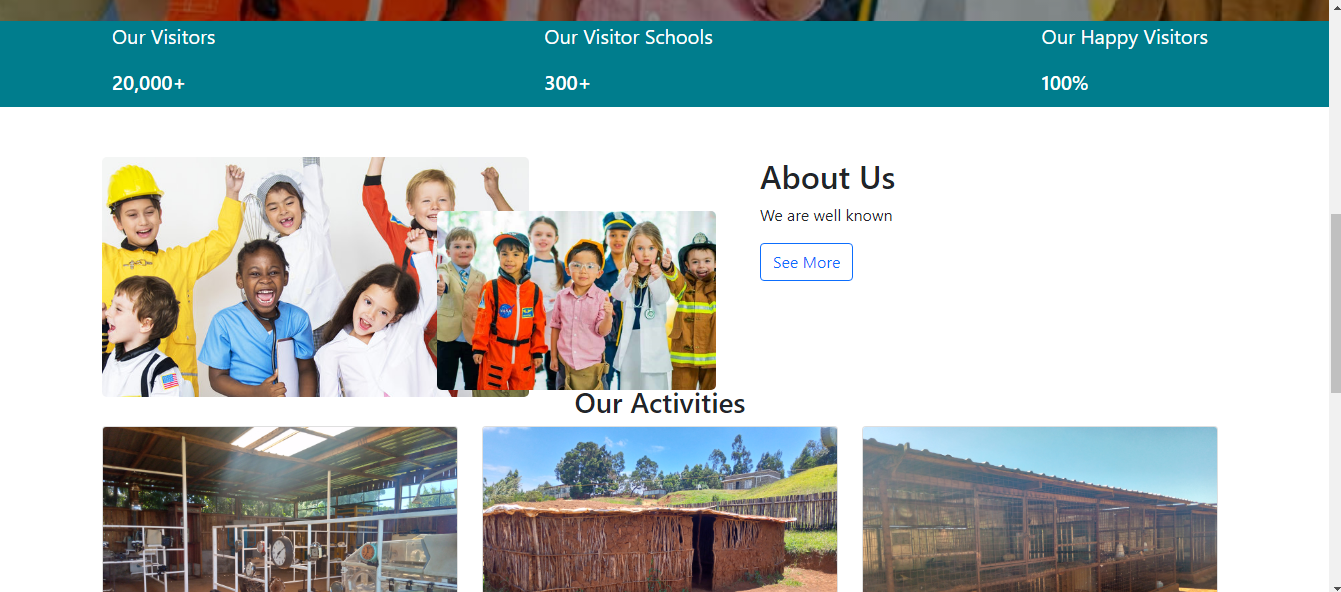 Our Visitors
Our Visitor Schools
Our Happy Visitors
20,000+
300+
100%
About Us
We are well known
See More
Our Activities